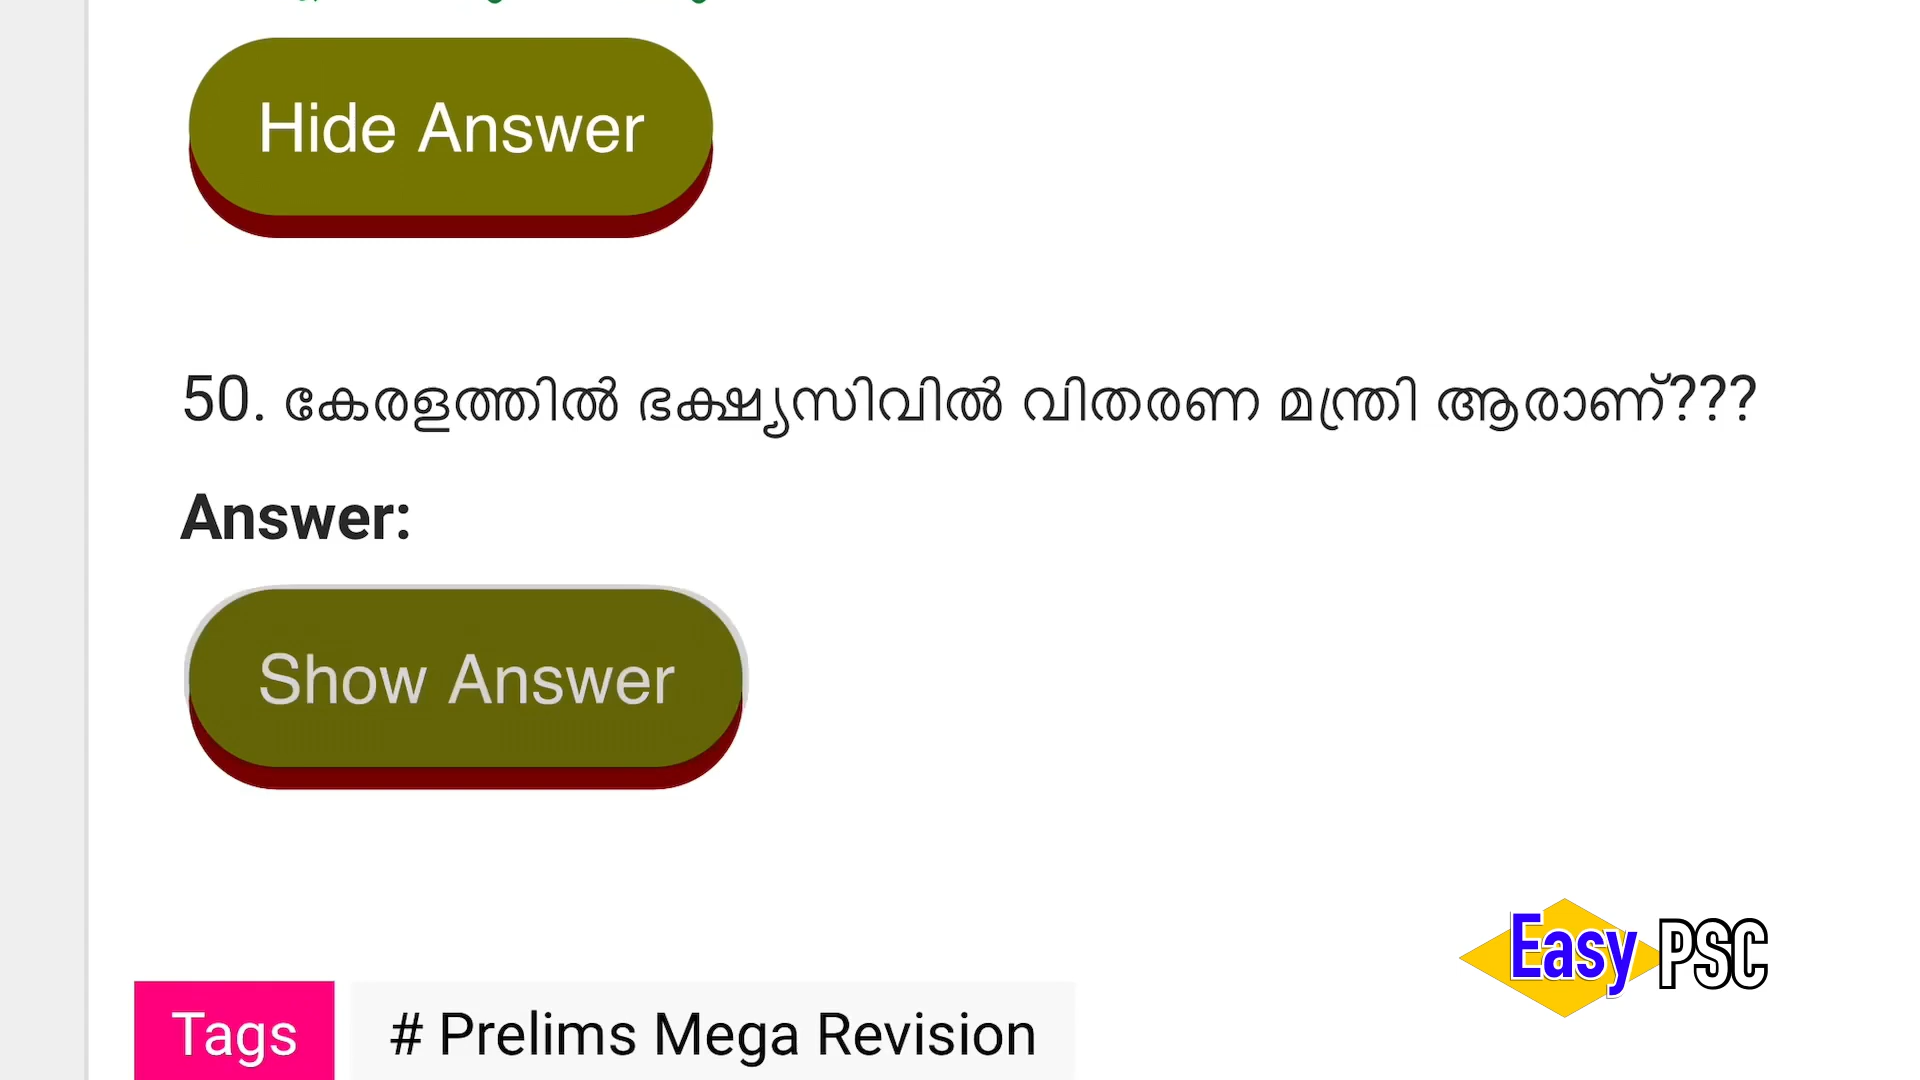 Hide Answer
50. കേരളത്തിൽ ഭക്ഷ്യസിവിൽ വിതരണ മന്ത്രി ആരാണ്???
Answer:
Show Answer
Easy PSC
Tags # Prelims Mega Revision